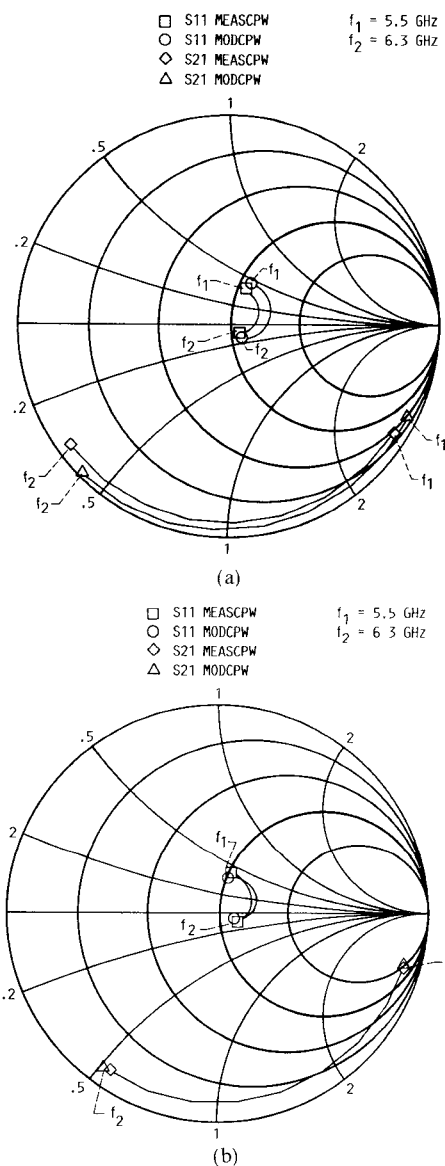 S11 MEASCPW f1 = 5.5 GHz
S11 MODCPW f2 = 6.3 GHz
S21 MEASCPW
S21 MODCPW
1
.5 2
.2
f1 f1
f2 f2
.2
f1
f2 f1
f2 .5 2
1
(a)
S11 MEASCPW f1 = 5.5 GHz
S11 MODCPW f2 = 6 3 GHz
S21 MEASCPW
S21 MODCPW
1
.5 2
2 f1
f2
.2
.5 2
f2
1
(b)